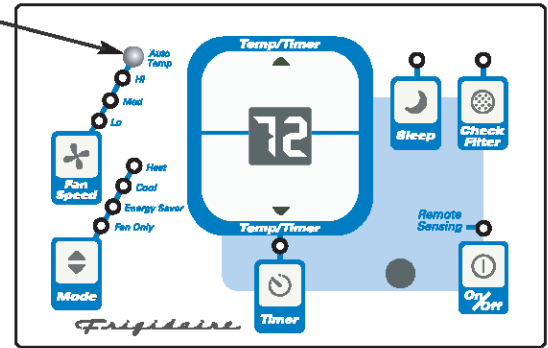 Auto
Temp
Hi
Med
Lo
Fan
Speed
Heat
Cool
Energy Saver
Fan Only
Mode
Frigidaire
Temp/Timer
72
Temp/Timer
Timer
Sleep
Check
Filter
Remote
Sensing
On/Off